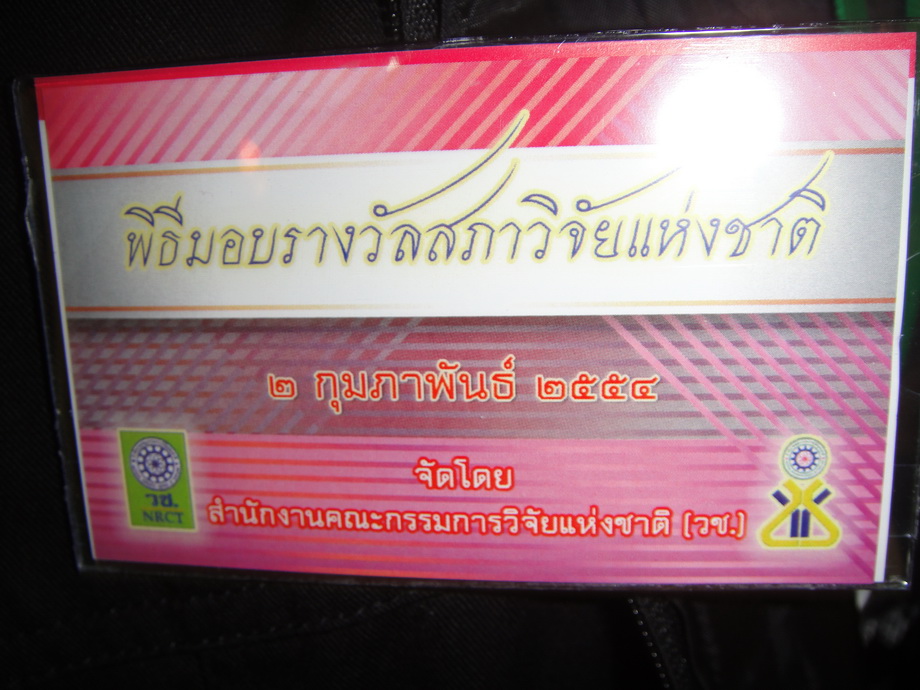 พิธีมอบรางวัลสภาวิจัยแห่งชาติ
๒ กุมภาพันธ์ ๒๕๕๔
จัดโดย
สำนักงานคณะกรรมการวิจัยแห่งชาติ (วช.)
วช.
NRCT